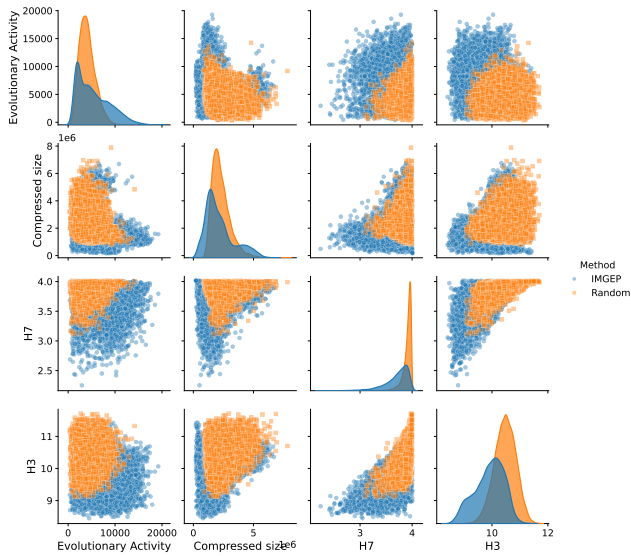 20000
15000
10000
5000
0
Evolutionary Activity
1e6
8
6
4
2
0
Compressed size
4.0
3.5
3.0
2.5
H7
11
10
9
H3
0 10000 20000
Evolutionary Activity
0 5
1e6
Compressed size
3 4
H7
10 12
H3
Method
IMGEP
Random